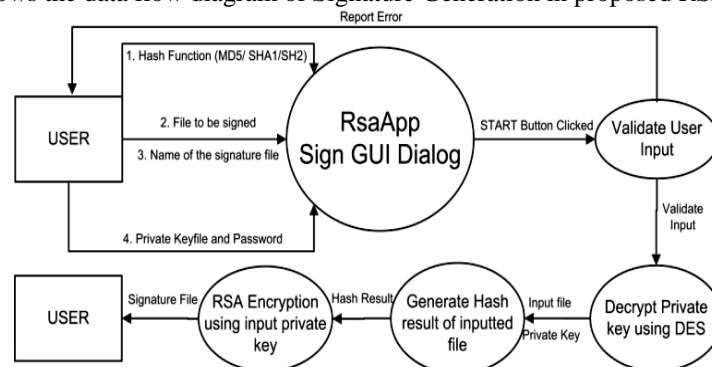 Report Error
1. Hash Function (MD5/ SHA1/SH2)
USER
2. File to be signed
3. Name of the signature file
4. Private Keyfile and Password
RsaApp
Sign GUI Dialog
START Button Clicked
Validate User
Input
Validate
Input
Decrypt Private
key using DES
Input file
Private Key
Generate Hash
result of inputted
file
Hash Result
RSA Encryption
using input private
key
Signature File
USER